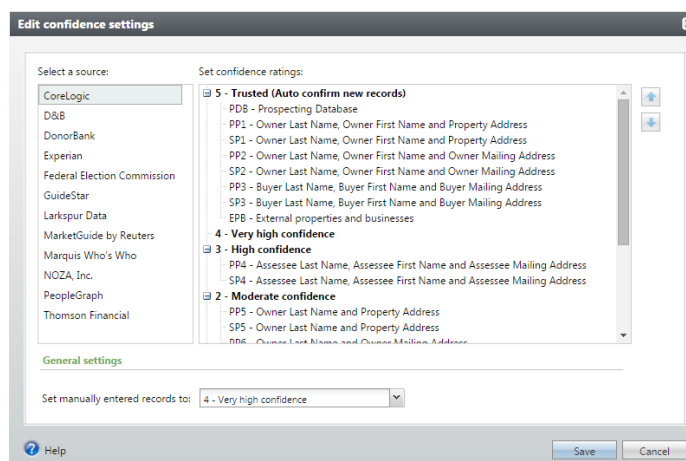 Edit confidence settings
Select a source:
Set confidence ratings:
CoreLogic
D&B
DonorBank
Experian
Federal Election Commission
GuideStar
Larkspur Data
MarketGuide by Reuters
Marquis Who's Who
NOZA, Inc.
PeopleGraph
Thomson Financial
5 - Trusted (Auto confirm new records)
PDB - Prospecting Database
PP1 - Owner Last Name, Owner First Name and Property Address
SP1 - Owner Last Name, Owner First Name and Property Address
PP2 - Owner Last Name, Owner First Name and Owner Mailing Address
SP2 - Owner Last Name, Owner First Name and Owner Mailing Address
PP3 - Buyer Last Name, Buyer First Name and Buyer Mailing Address
SP3 - Buyer Last Name, Buyer First Name and Buyer Mailing Address
EPB - External properties and businesses
4 - Very high confidence
3 - High confidence
PP4 - Assessee Last Name, Assessee First Name and Assessee Mailing Address
SP4 - Assessee Last Name, Assessee First Name and Assessee Mailing Address
2 - Moderate confidence
PP5 - Owner Last Name and Property Address
SP5 - Owner Last Name and Property Address
PP6 - Owner Last Name and Owner Mailing Address
General settings
Set manually entered records to:
4 - Very high confidence
Help
Save
Cancel